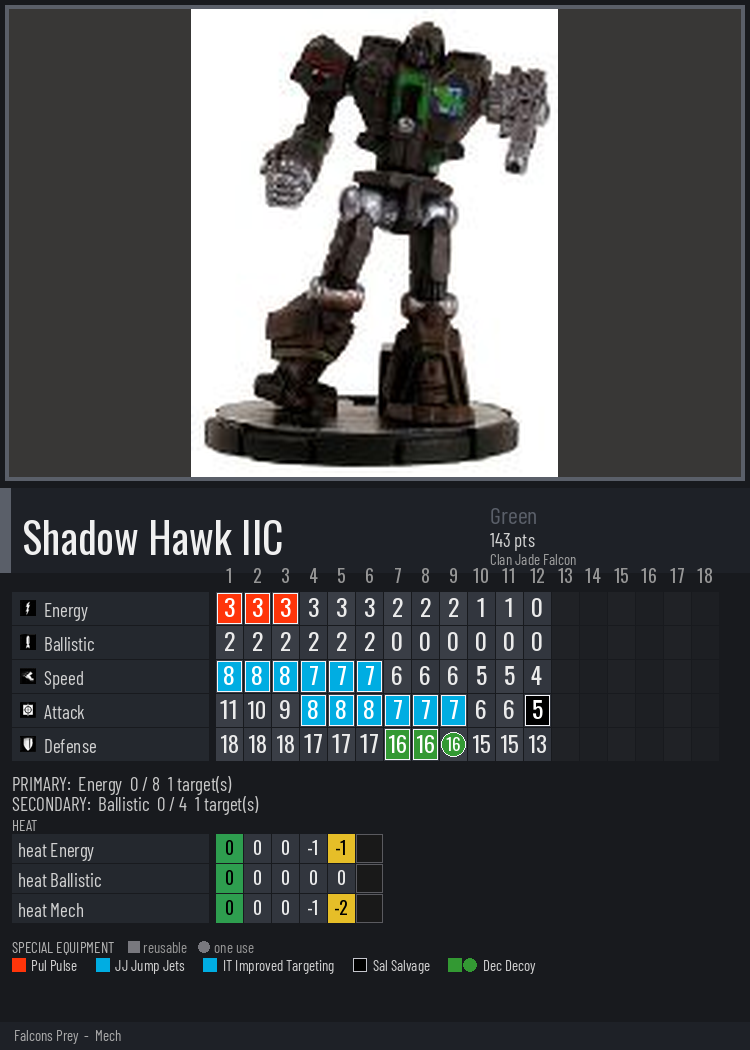 Green
Shadow Hawk IIC
143 pts
Clan Jade Falcon
1 2 3 4 5 6 7 8 9 10 11 12 13 14 15 16 17 18
Energy 3 3 3 3 3 3 2 2 2 1 1 0
Ballistic 2 2 2 2 2 2 0 0 0 0 0 0
Speed 8 8 8 7 7 7 6 6 6 5 5 4
Attack 11 10 9 8 8 8 7 7 7 6 6 5
Defense 18 18 18 17 17 17 16 16 16 15 15 13
PRIMARY: Energy 0 / 8 1 target(s)
SECONDARY: Ballistic 0 / 4 1 target(s)
HEAT
heat Energy 0 0 0 -1 -1
heat Ballistic 0 0 0 0 0
heat Mech 0 0 0 -1 -2
SPECIAL EQUIPMENT reusable one use
Pul Pulse JJ Jump Jets IT Improved Targeting Sal Salvage Dec Decoy
Falcons Prey - Mech